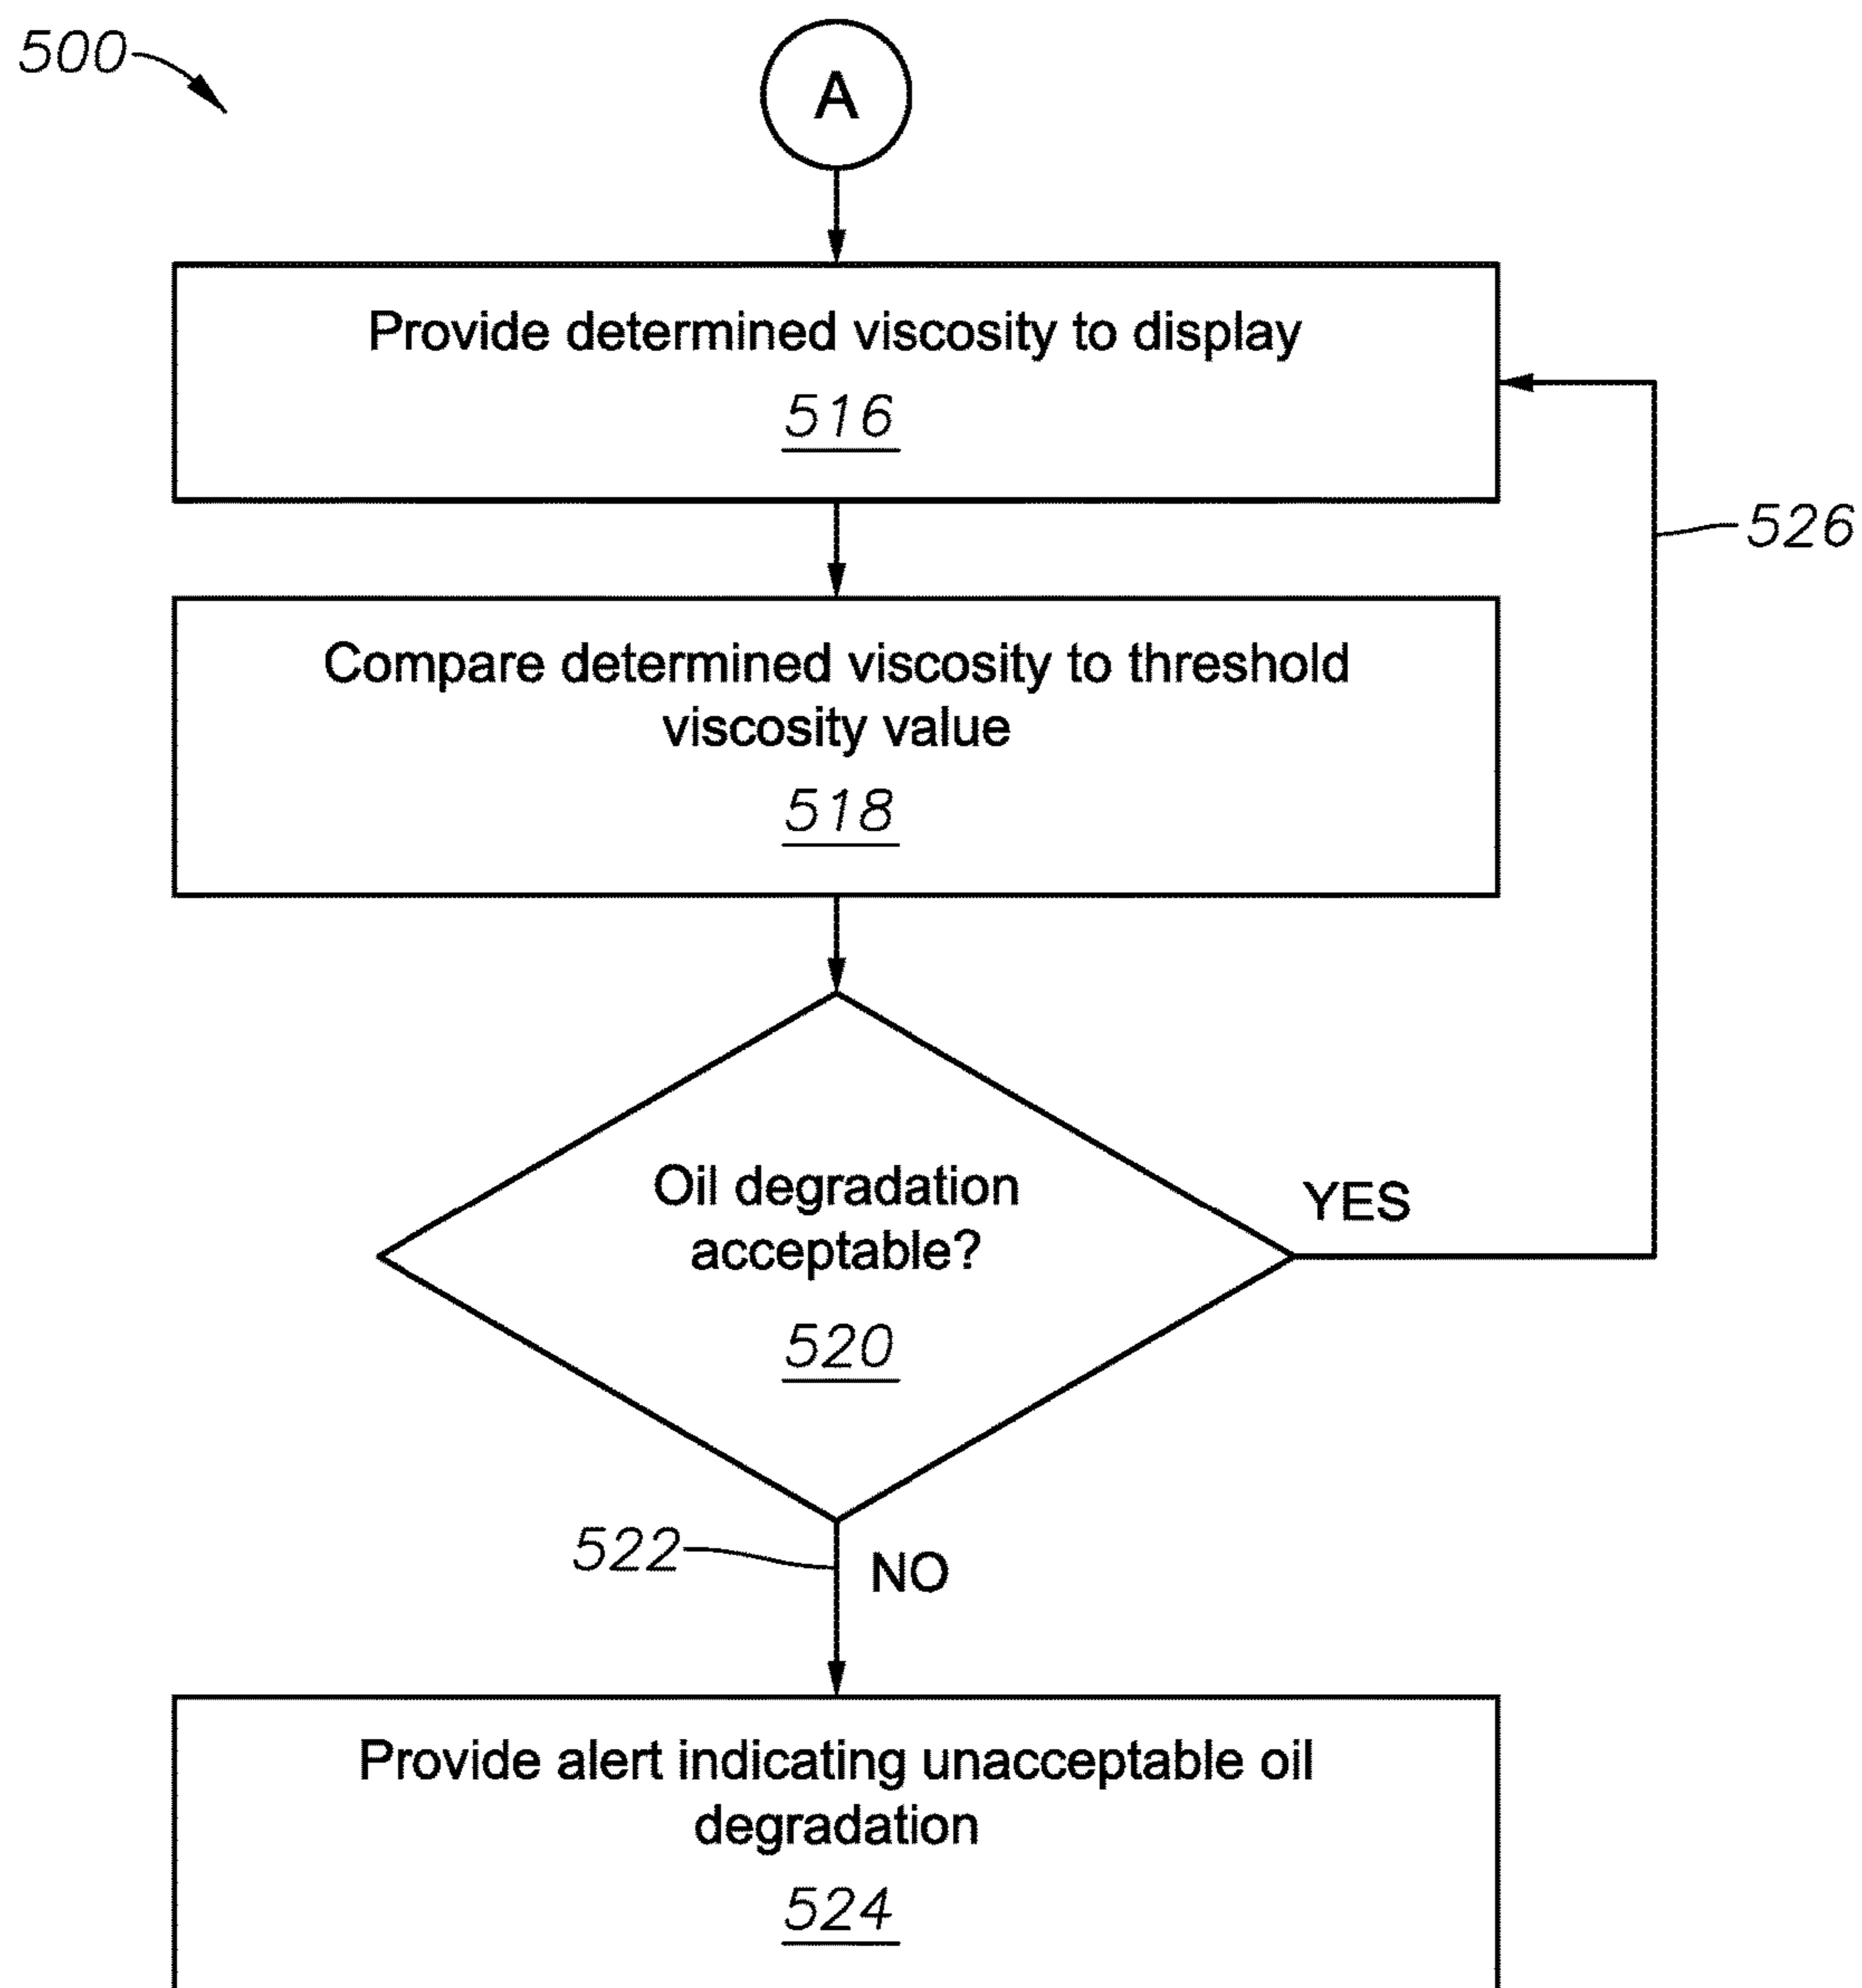 500
A
Provide determined viscosity to display
516
526
Compare determined viscosity to threshold
viscosity value
518
Oil degradation
acceptable?
520
YES
522
NO
Provide alert indicating unacceptable oil
degradation
524